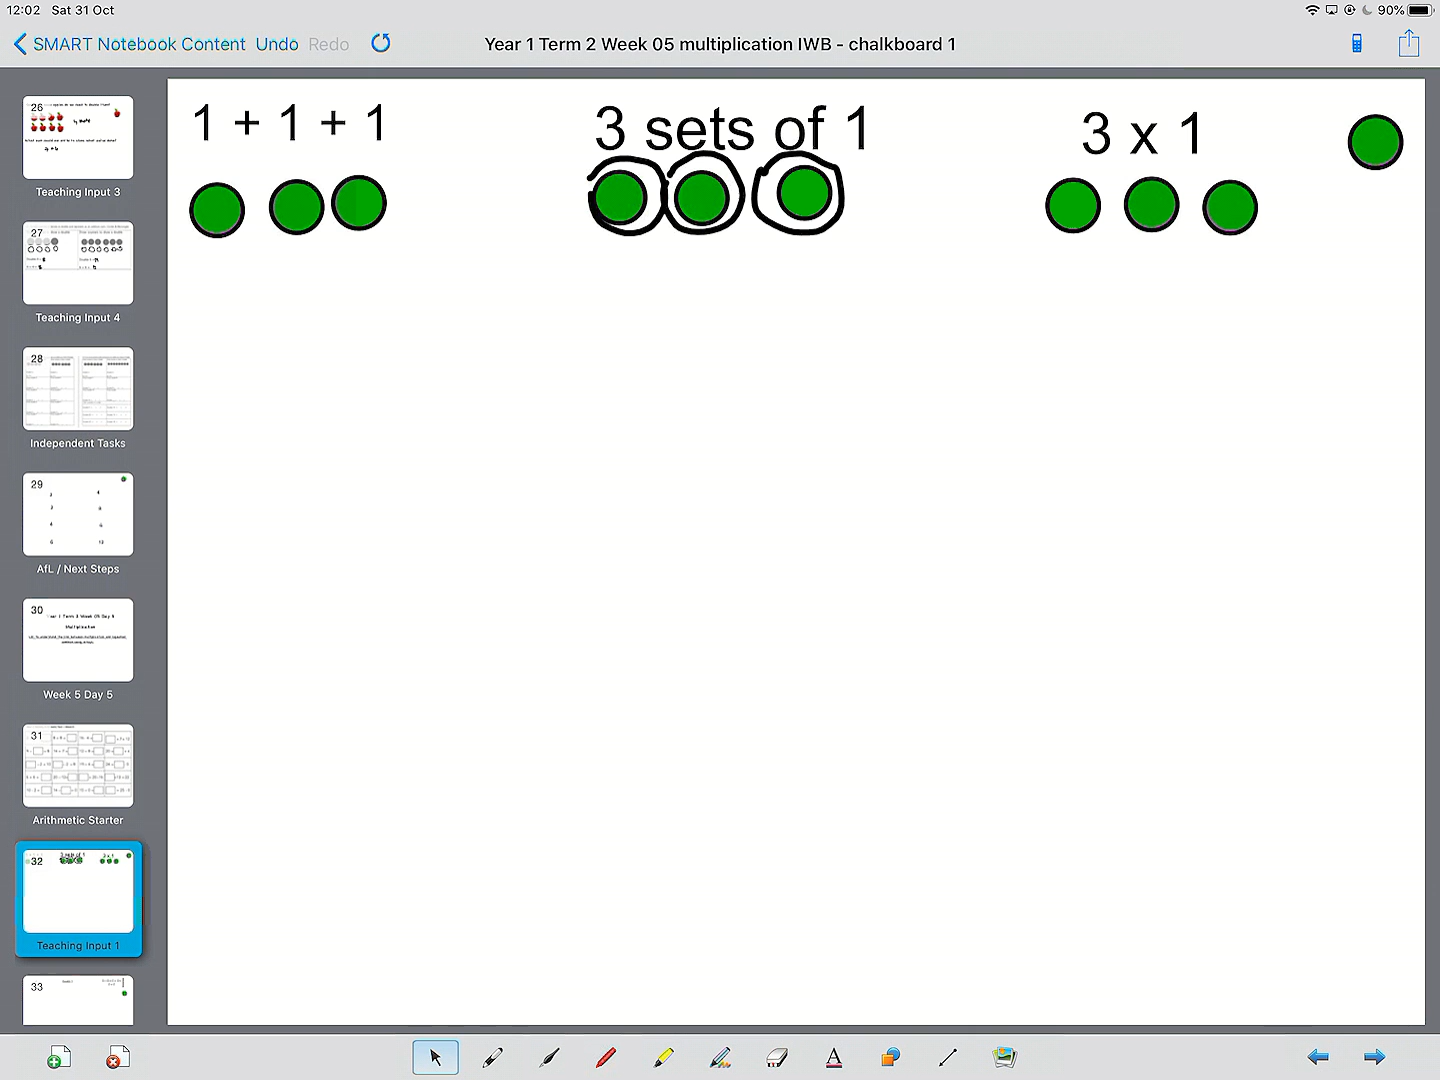 12:02 Sat 31 Oct
90%
SMART Notebook Content Undo Redo
Year 1 Term 2 Week 05 multiplication IWB - chalkboard 1
1 + 1 + 1
3 sets of 1
3 x 1
26
Teaching Input 3
27
Teaching Input 4
28
Independent Tasks
29
AfL / Next Steps
30
Week 5 Day 5
31
Arithmetic Starter
32
Teaching Input 1
33
A